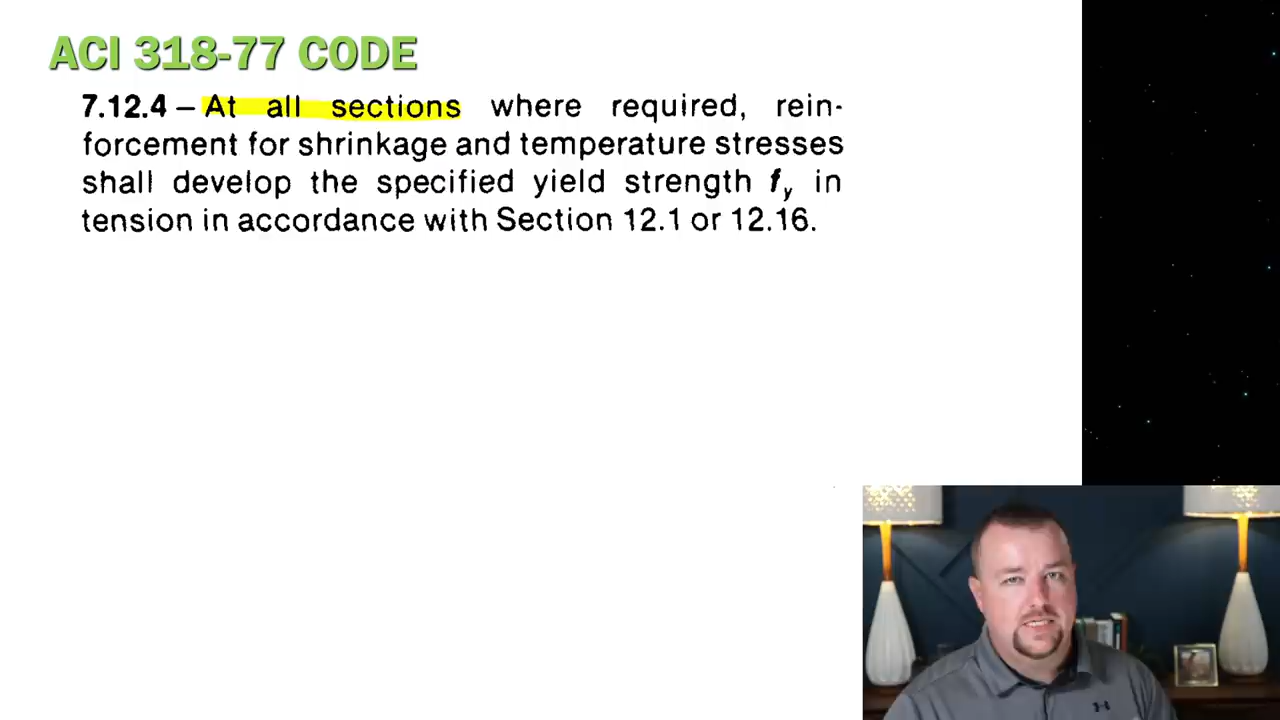 ACI 318-77 CODE
7.12.4 – At all sections where required, rein-
forcement for shrinkage and temperature stresses
shall develop the specified yield strength fy in
tension in accordance with Section 12.1 or 12.16.